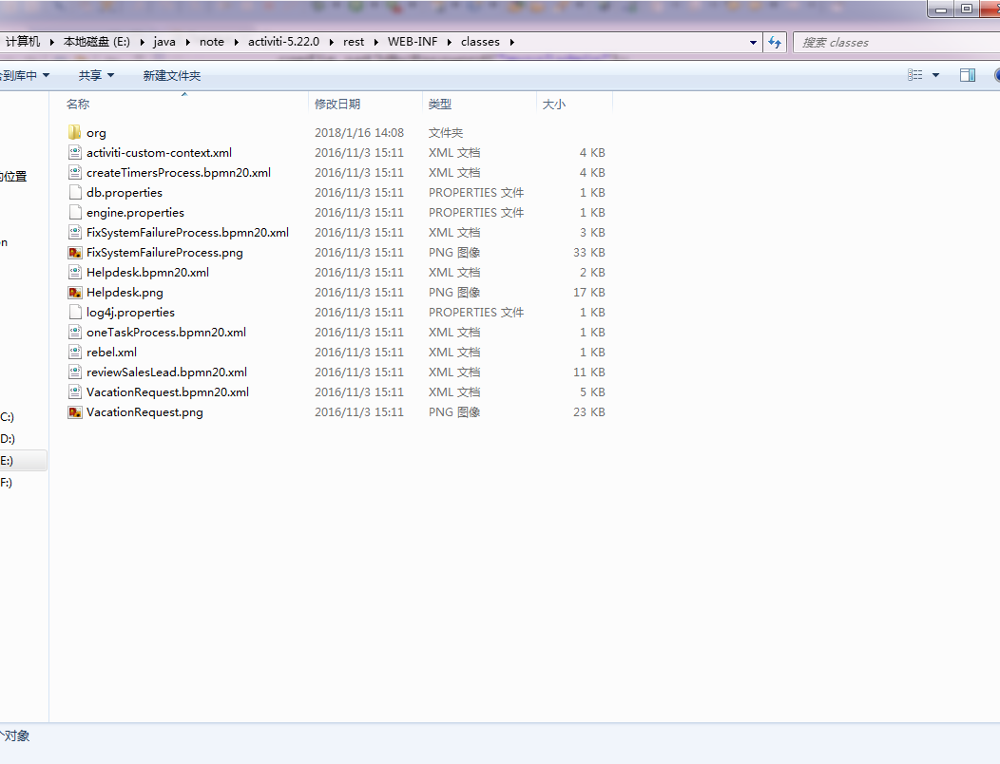 计算机 本地磁盘 (E:) java note activiti-5.22.0 rest WEB-INF classes 搜索 classes
到库中 共享 新建文件夹
名称 修改日期 类型 大小
org 2018/1/16 14:08 文件夹
activiti-custom-context.xml 2016/11/3 15:11 XML 文档 4 KB
createTimersProcess.bpmn20.xml 2016/11/3 15:11 XML 文档 4 KB
的位置
db.properties 2016/11/3 15:11 PROPERTIES 文件 1 KB
engine.properties 2016/11/3 15:11 PROPERTIES 文件 1 KB
FixSystemFailureProcess.bpmn20.xml 2016/11/3 15:11 XML 文档 3 KB
n
FixSystemFailureProcess.png 2016/11/3 15:11 PNG 图像 33 KB
Helpdesk.bpmn20.xml 2016/11/3 15:11 XML 文档 2 KB
Helpdesk.png 2016/11/3 15:11 PNG 图像 17 KB
log4j.properties 2016/11/3 15:11 PROPERTIES 文件 1 KB
oneTaskProcess.bpmn20.xml 2016/11/3 15:11 XML 文档 1 KB
rebel.xml 2016/11/3 15:11 XML 文档 1 KB
reviewSalesLead.bpmn20.xml 2016/11/3 15:11 XML 文档 11 KB
VacationRequest.bpmn20.xml 2016/11/3 15:11 XML 文档 5 KB
VacationRequest.png 2016/11/3 15:11 PNG 图像 23 KB
C:)
D:)
E:)
F:)
个对象